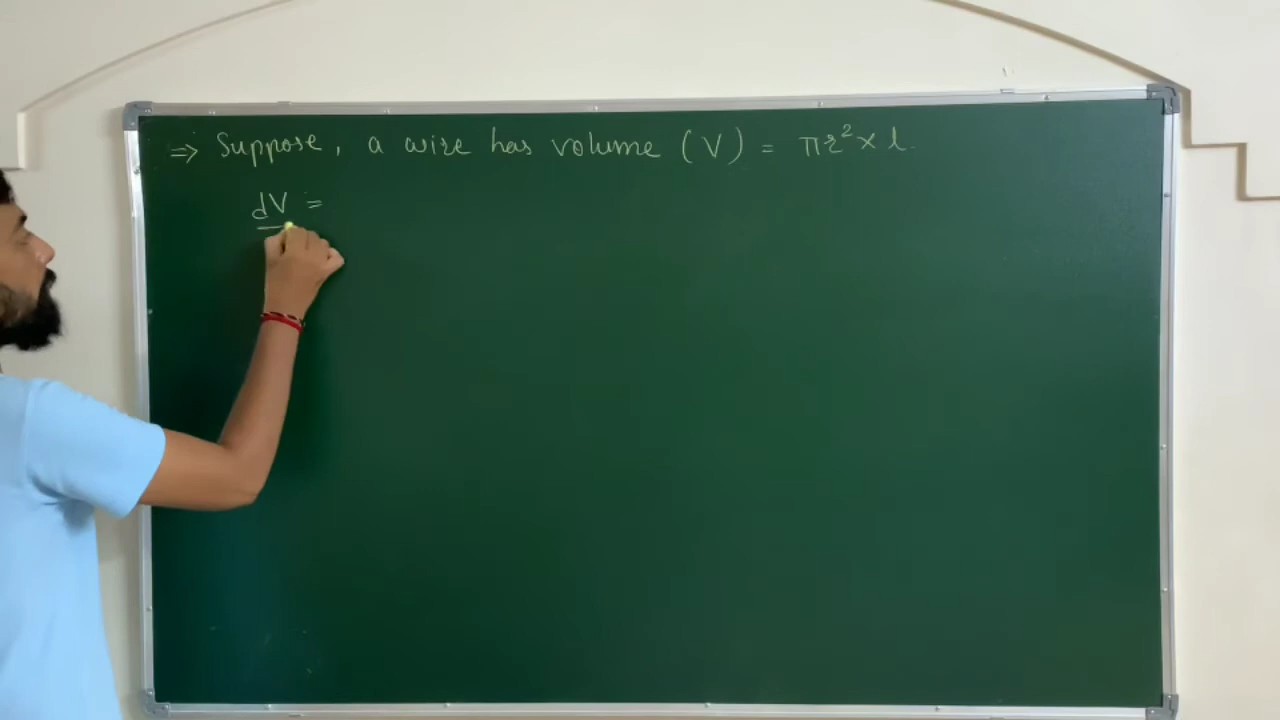 ⇒ Suppose, a wire has volume (V) = πr² × l.
dV =